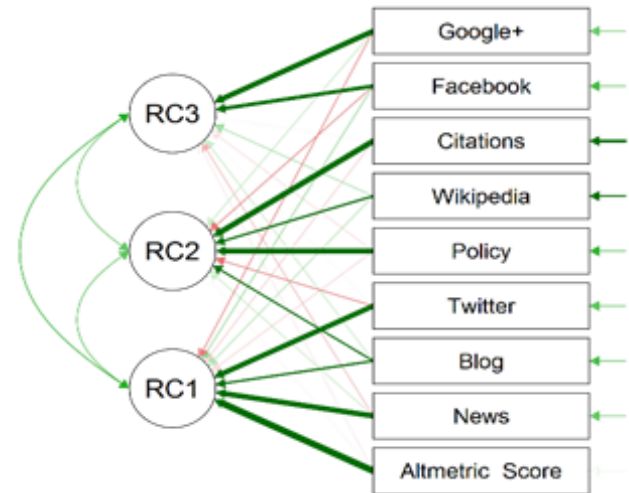 Google+
Facebook
RC3
Citations
Wikipedia
RC2
Policy
Twitter
Blog
RC1
News
Altmetric Score